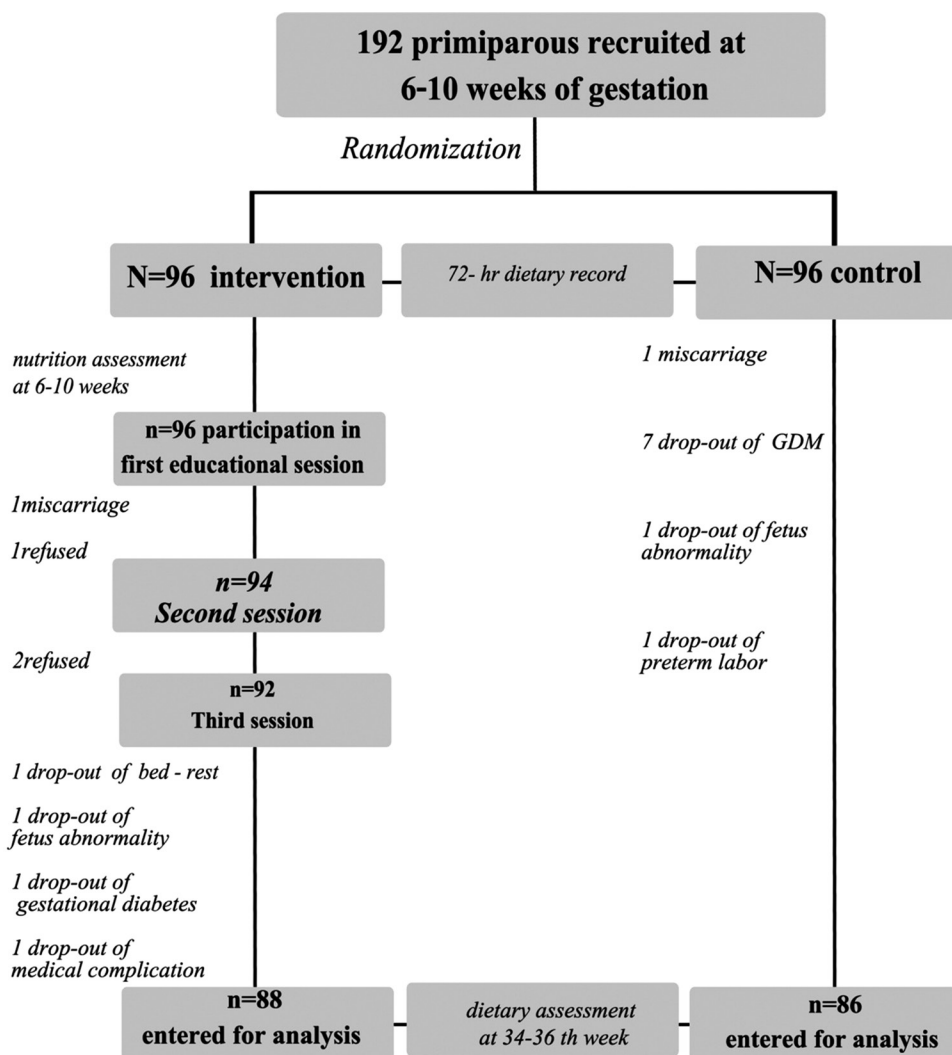 192 primiparous recruited at
6-10 weeks of gestation
Randomization
N=96 intervention
72- hr dietary record
N=96 control
nutrition assessment
at 6-10 weeks
n=96 participation in
first educational session
1miscarriage
1refused
n=94
Second session
2refused
n=92
Third session
1 drop-out of bed - rest
1 drop-out of
fetus abnormality
1 drop-out of
gestational diabetes
1 drop-out of
medical complication
n=88
entered for analysis
1 miscarriage
7 drop-out of GDM
1 drop-out of fetus
abnormality
1 drop-out of
preterm labor
dietary assessment
at 34-36 th week
n=86
entered for analysis